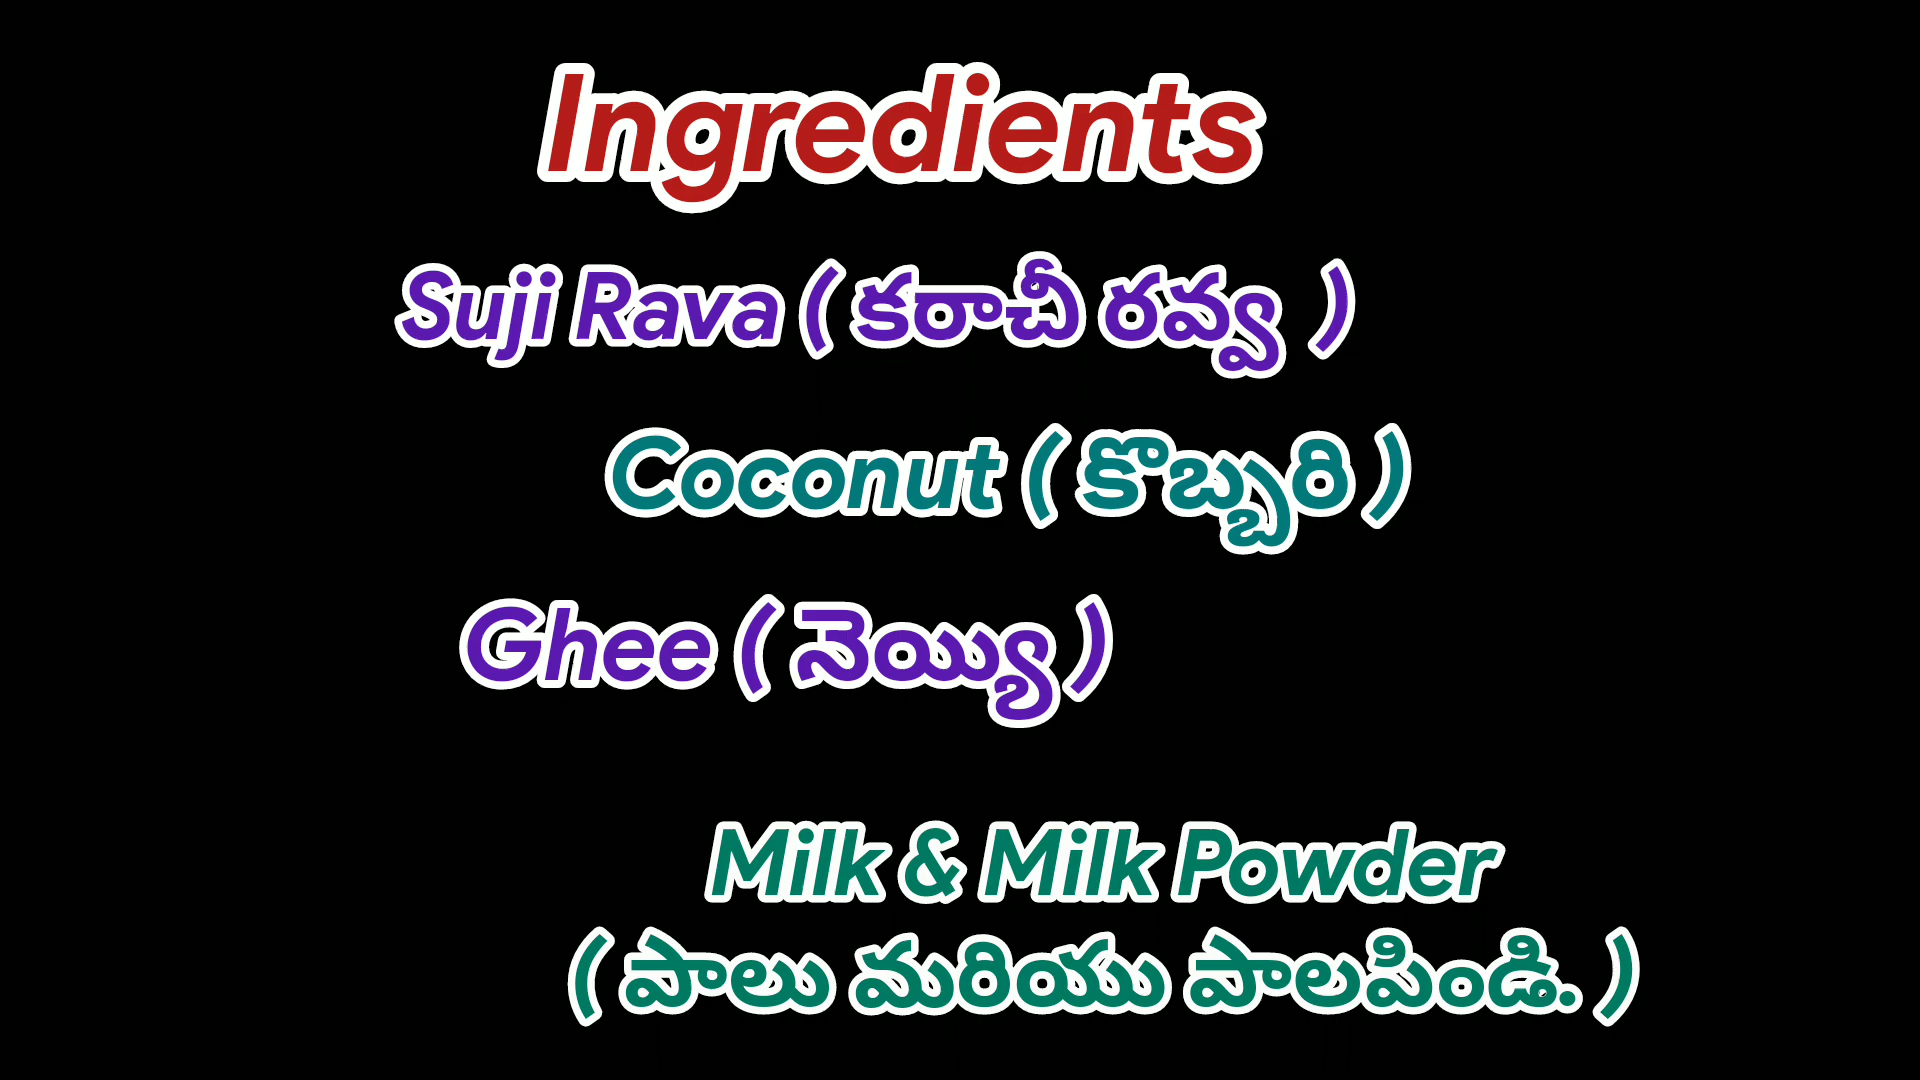 Ingredients
Suji Rava ( కరాచీ రవ్వ )
Coconut ( కొబ్బరి )
Ghee ( నెయ్యి )
Milk & Milk Powder
( పాలు మరియు పాలపిండి. )